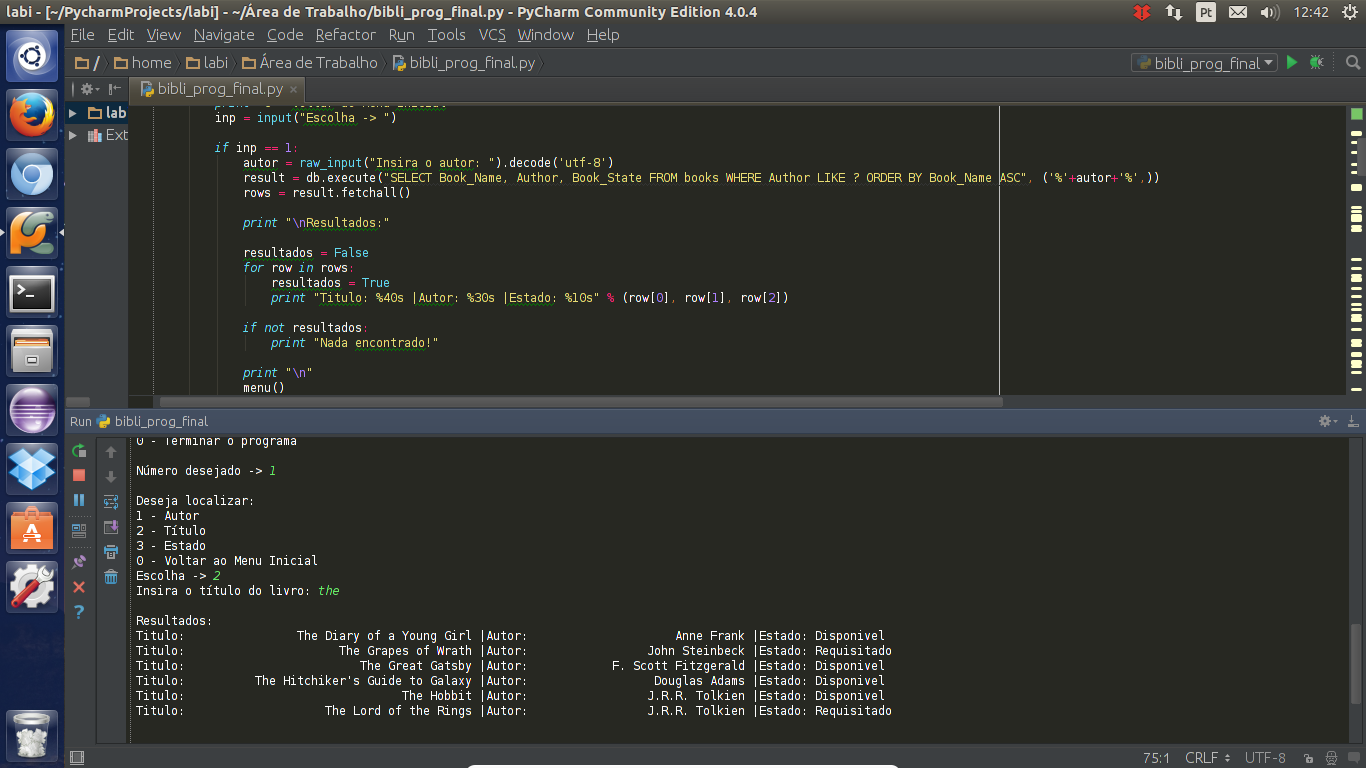 labi - [~/PycharmProjects/labi] - ~/Área de Trabalho/bibli_prog_final.py - PyCharm Community Edition 4.0.4
Pt
12:42
File Edit View Navigate Code Refactor Run Tools VCS Window Help
/ home labi Área de Trabalho bibli_prog_final.py
bibli_prog_final
bibli_prog_final.py
lab
Ext
inp = input("Escolha -> ")
if inp == 1:
autor = raw_input("Insira o autor: ").decode('utf-8')
result = db.execute("SELECT Book_Name, Author, Book_State FROM books WHERE Author LIKE ? ORDER BY Book_Name ASC", ('%'+autor+'%',))
rows = result.fetchall()
print "\nResultados:"
resultados = False
for row in rows:
resultados = True
print "Titulo: %40s |Autor: %30s |Estado: %10s" % (row[0], row[1], row[2])
if not resultados:
print "Nada encontrado!"
print "\n"
menu()
Run bibli_prog_final
0 - Terminar o programa
Número desejado -> 1
Deseja localizar:
1 - Autor
2 - Título
3 - Estado
0 - Voltar ao Menu Inicial
Escolha -> 2
Insira o título do livro: the
Resultados:
Titulo: The Diary of a Young Girl |Autor: Anne Frank |Estado: Disponivel
Titulo: The Grapes of Wrath |Autor: John Steinbeck |Estado: Requisitado
Titulo: The Great Gatsby |Autor: F. Scott Fitzgerald |Estado: Disponivel
Titulo: The Hitchiker's Guide to Galaxy |Autor: Douglas Adams |Estado: Disponivel
Titulo: The Hobbit |Autor: J.R.R. Tolkien |Estado: Disponivel
Titulo: The Lord of the Rings |Autor: J.R.R. Tolkien |Estado: Requisitado
75:1 CRLF UTF-8